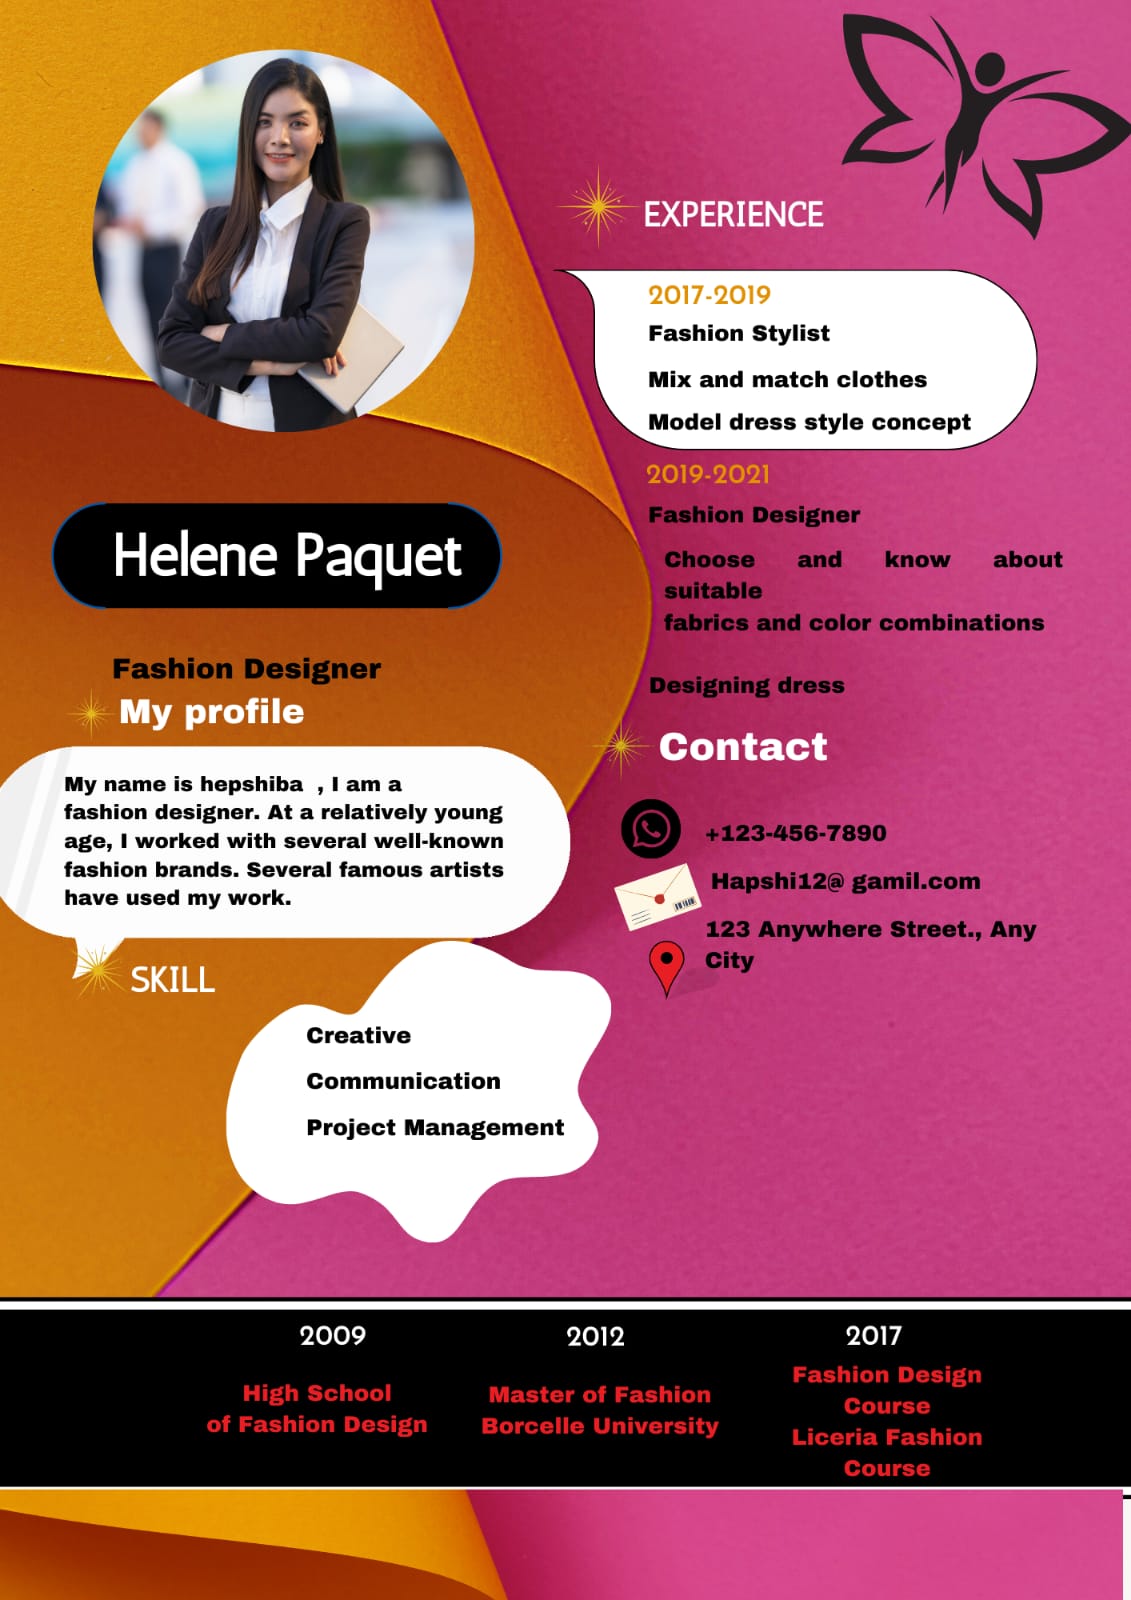 Helene Paquet
Fashion Designer
My profile
My name is hepshiba , I am a
fashion designer. At a relatively young
age, I worked with several well-known
fashion brands. Several famous artists
have used my work.
SKILL
Creative
Communication
Project Management
EXPERIENCE
2017-2019
Fashion Stylist
Mix and match clothes
Model dress style concept
2019-2021
Fashion Designer
Choose and know about
suitable
fabrics and color combinations
Designing dress
Contact
+123-456-7890
Hapshi12@ gamil.com
123 Anywhere Street., Any
City
2009
High School
of Fashion Design
2012
Master of Fashion
Borcelle University
2017
Fashion Design
Course
Liceria Fashion
Course